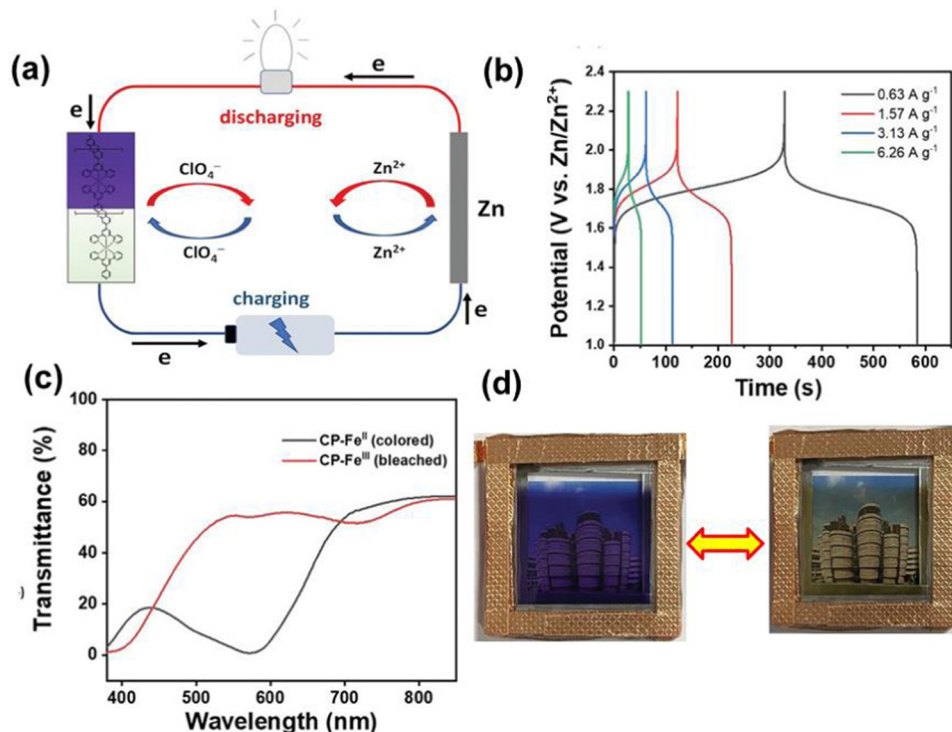 (a)
e
discharging
e
ClO₄⁻
Zn²⁺
ClO₄⁻
Zn²⁺
Zn
charging
e
e
(b)
0.63 A g⁻¹
1.57 A g⁻¹
3.13 A g⁻¹
6.26 A g⁻¹
Potential (V vs. Zn/Zn²⁺)
2.4
2.2
2.0
1.8
1.6
1.4
1.2
1.0
0 100 200 300 400 500 600
Time (s)
(c)
CP-Feᴵᴵ (colored)
CP-Feᴵᴵᴵ (bleached)
Transmittance (%)
100
80
60
40
20
0
400 500 600 700 800
Wavelength (nm)
(d)